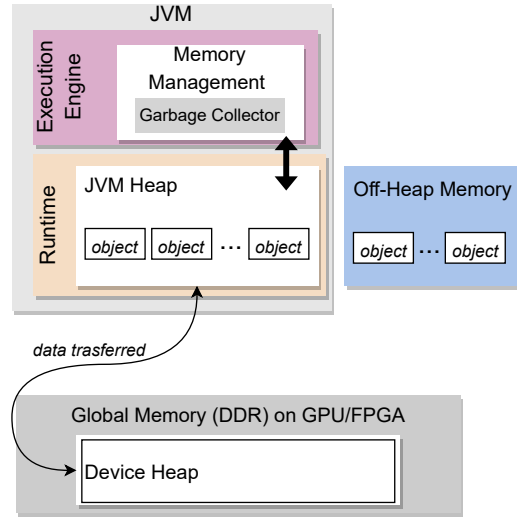 JVM
Execution
Engine
Memory
Management
Garbage Collector
Runtime
JVM Heap
object object ... object
Off-Heap Memory
object ... object
data trasferred
Global Memory (DDR) on GPU/FPGA
Device Heap